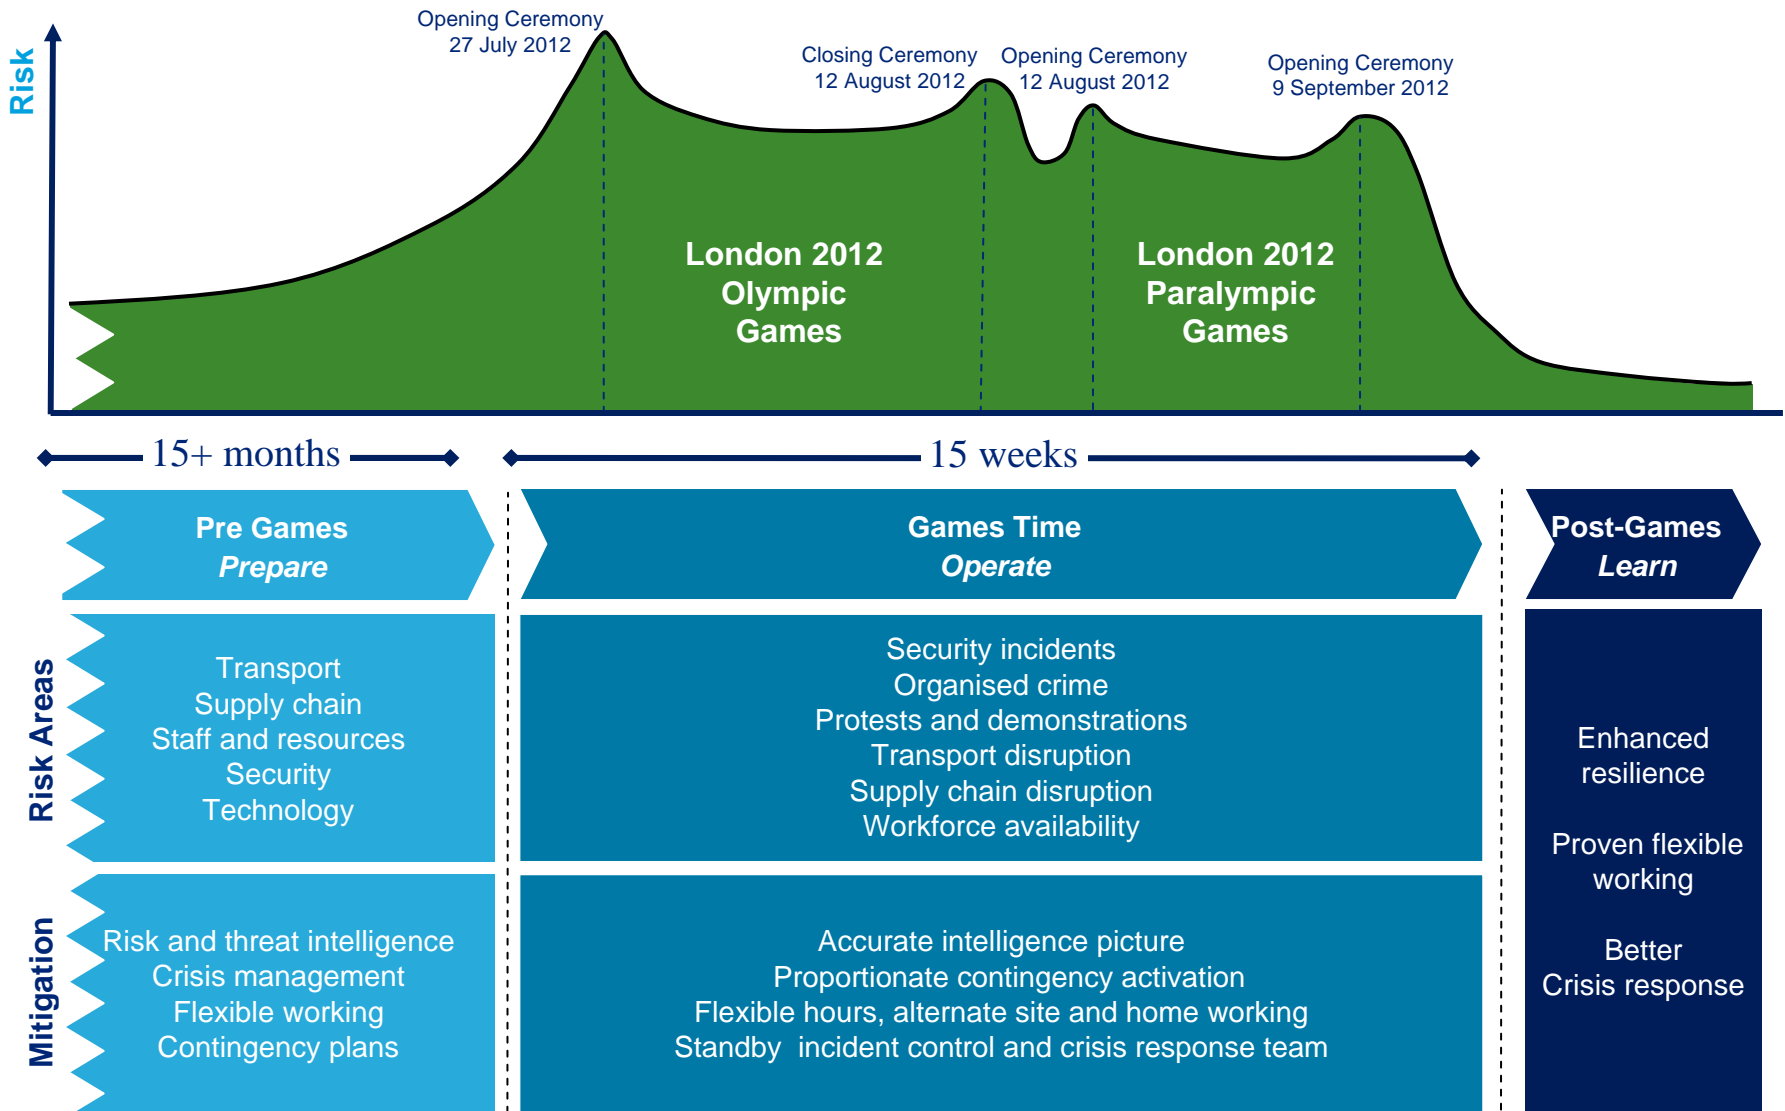 Risk
Opening Ceremony
27 July 2012
Closing Ceremony
12 August 2012
Opening Ceremony
12 August 2012
Opening Ceremony
9 September 2012
London 2012
Olympic
Games
London 2012
Paralympic
Games
15+ months
15 weeks
Pre Games
Prepare
Games Time
Operate
Post-Games
Learn
Risk Areas
Transport
Supply chain
Staff and resources
Security
Technology
Security incidents
Organised crime
Protests and demonstrations
Transport disruption
Supply chain disruption
Workforce availability
Enhanced
resilience
Proven flexible
working
Better
Crisis response
Mitigation
Risk and threat intelligence
Crisis management
Flexible working
Contingency plans
Accurate intelligence picture
Proportionate contingency activation
Flexible hours, alternate site and home working
Standby  incident control and crisis response team